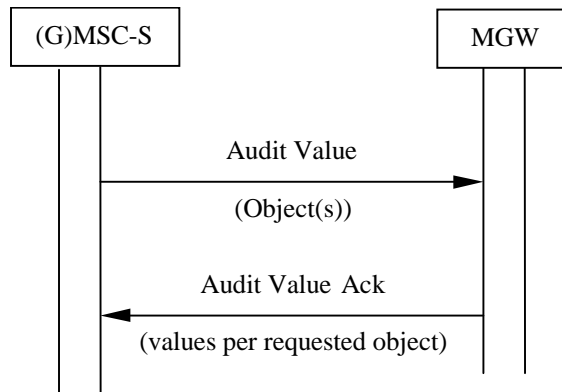 (G)MSC-S
MGW
Audit Value
(Object(s))
Audit Value Ack
(values per requested object)